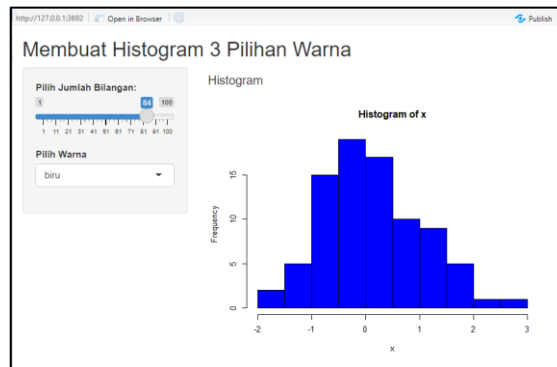 http://127.0.0.1:3692 Open in Browser Publish
Membuat Histogram 3 Pilihan Warna
Pilih Jumlah Bilangan:
1 84 100
1 11 21 31 41 51 61 71 81 91 100
Pilih Warna
biru
Histogram
Histogram of x
Frequency
15
10
5
0
-2 -1 0 1 2 3
x